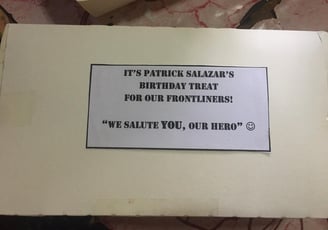 IT'S PATRICK SALAZAR'S
BIRTHDAY TREAT
FOR OUR FRONTLINERS!
"WE SALUTE YOU, OUR HERO" ☺